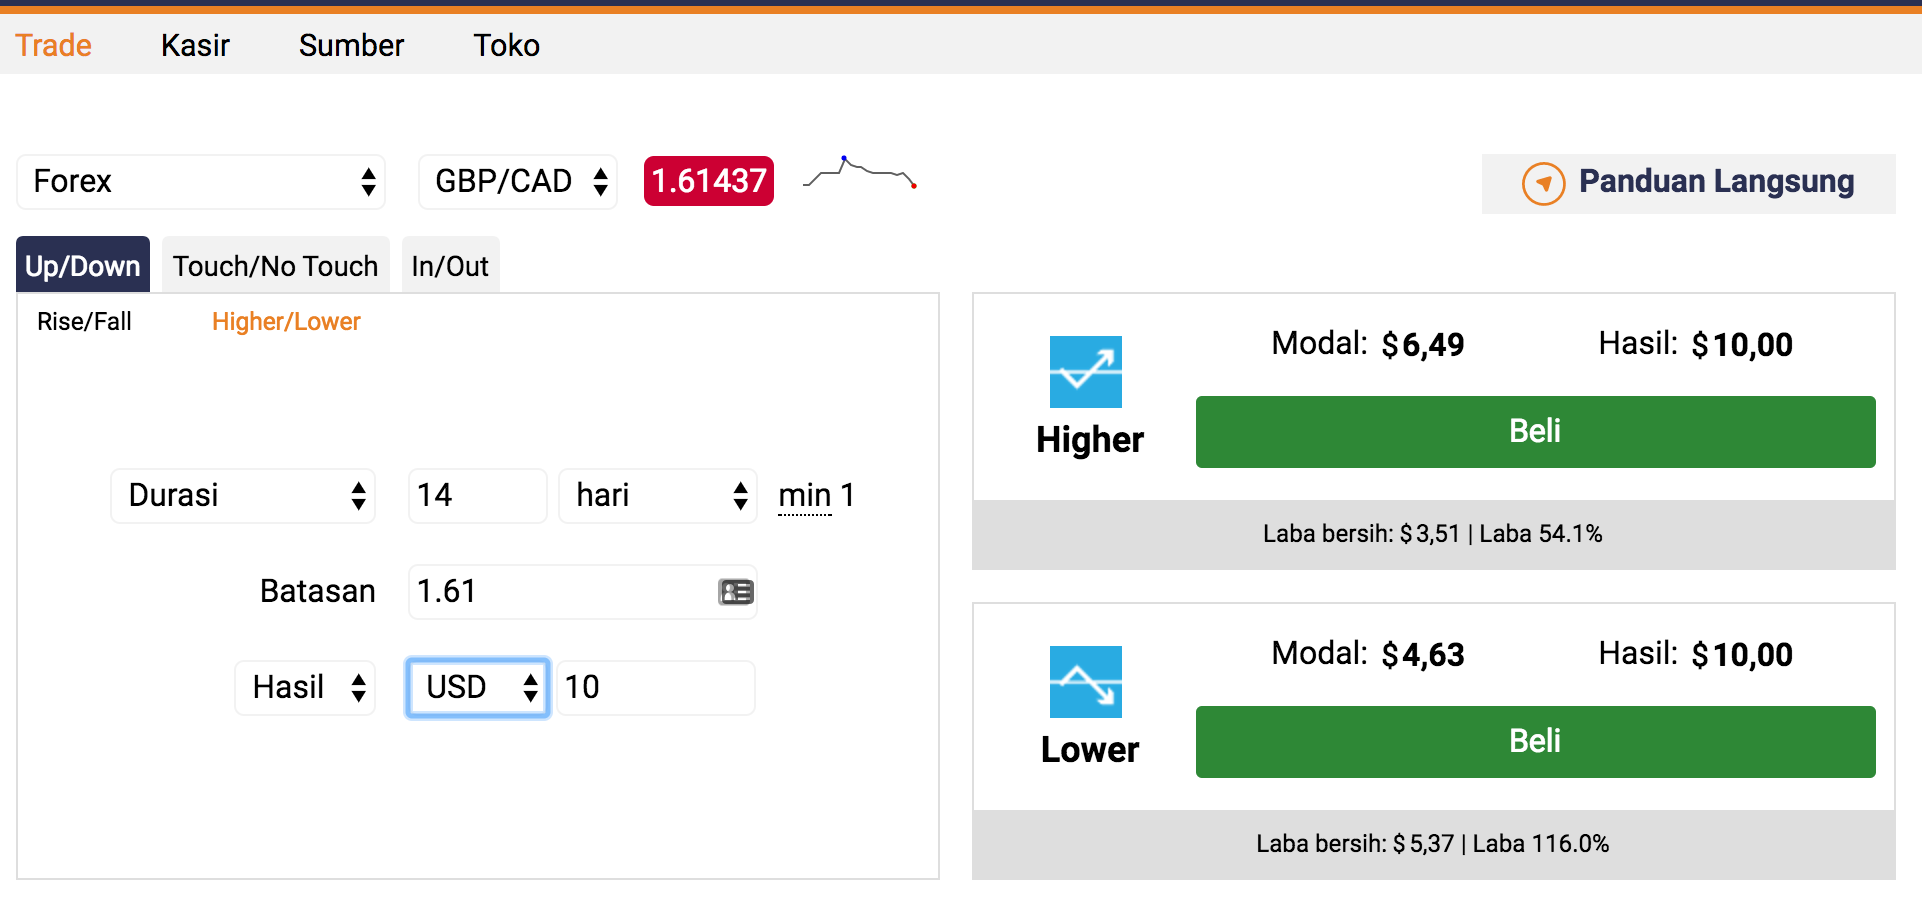 Trade Kasir Sumber Toko
Forex GBP/CAD 1.61437 Panduan Langsung
Up/Down Touch/No Touch In/Out
Rise/Fall Higher/Lower
Durasi 14 hari min 1
Batasan 1.61
Hasil USD 10
Modal: $6,49 Hasil: $10,00
Higher Beli
Laba bersih: $3,51 | Laba 54.1%
Modal: $4,63 Hasil: $10,00
Lower Beli
Laba bersih: $5,37 | Laba 116.0%